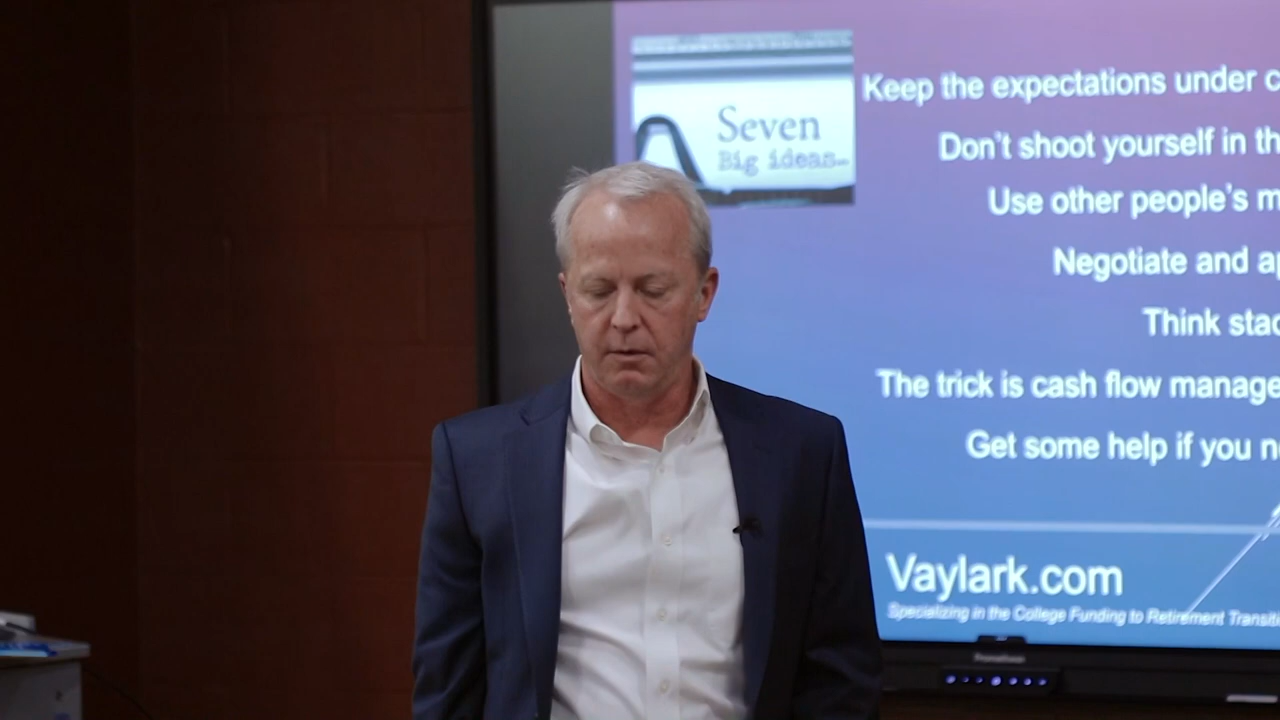 Seven
Big ideas...
Keep the expectations under c
Don't shoot yourself in th
Use other people's m
Negotiate and ap
Think stac
The trick is cash flow manage
Get some help if you n
Vaylark.com
Specializing in the College Funding to Retirement Transiti
Promethean